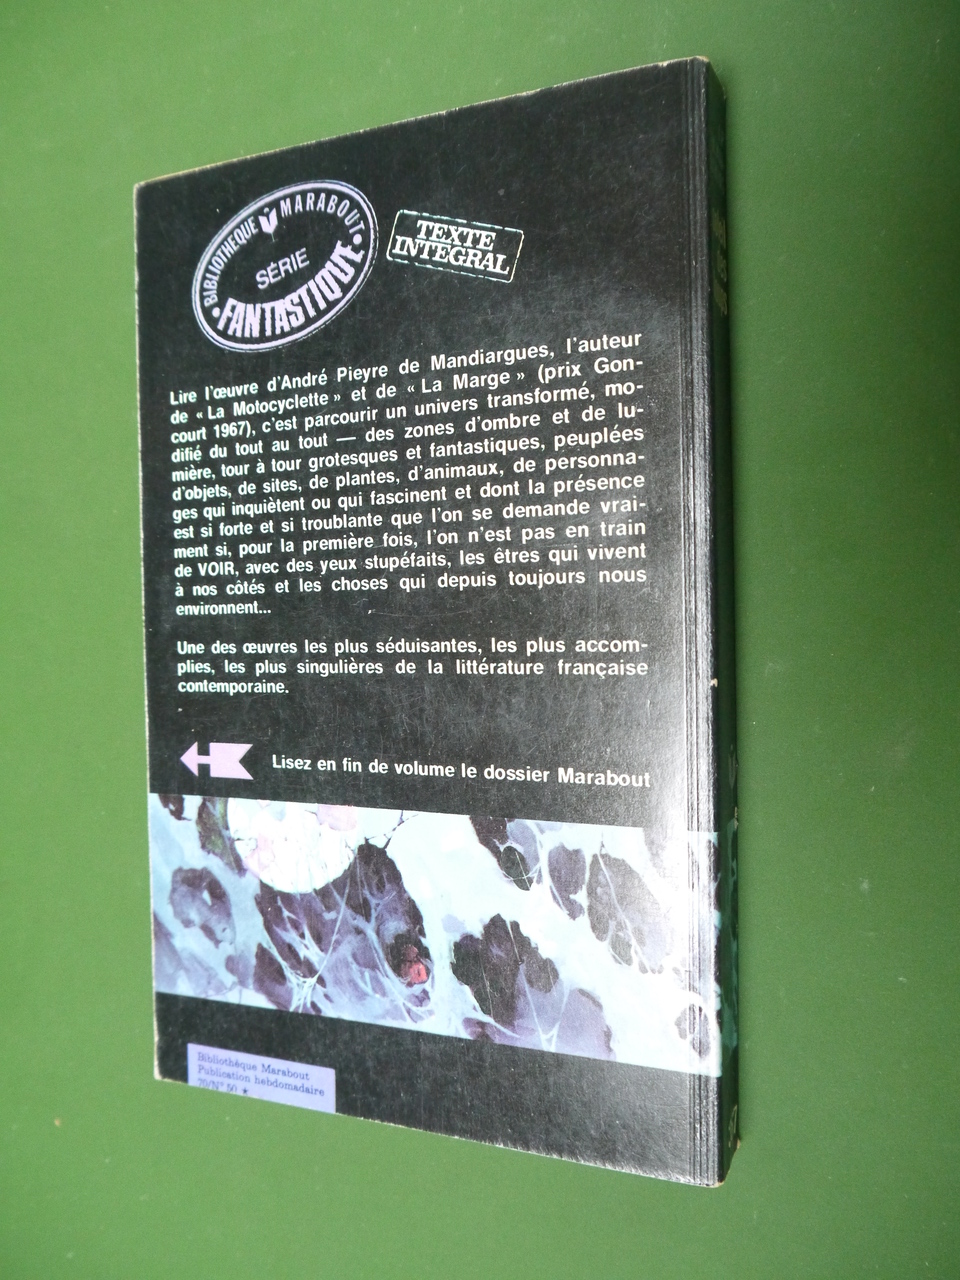 BIBLIOTHEQUE MARABOUT
SÉRIE
FANTASTIQUE
TEXTE
INTEGRAL
Lire l'œuvre d'André Pieyre de Mandiargues, l'auteur
de « La Motocyclette » et de « La Marge » (prix Gon-
court 1967), c'est parcourir un univers transformé, mo-
difié du tout au tout — des zones d'ombre et de lu-
mière, tour à tour grotesques et fantastiques, peuplées
d'objets, de sites, de plantes, d'animaux, de personna-
ges qui inquiètent ou qui fascinent et dont la présence
est si forte et si troublante que l'on se demande vrai-
ment si, pour la première fois, l'on n'est pas en train
de VOIR, avec des yeux stupéfaits, les êtres qui vivent
à nos côtés et les choses qui depuis toujours nous
environnent...
Une des œuvres les plus séduisantes, les plus accom-
plies, les plus singulières de la littérature française
contemporaine.
Lisez en fin de volume le dossier Marabout
Bibliothèque Marabout
Publication hebdomadaire
70/N° 50 ★